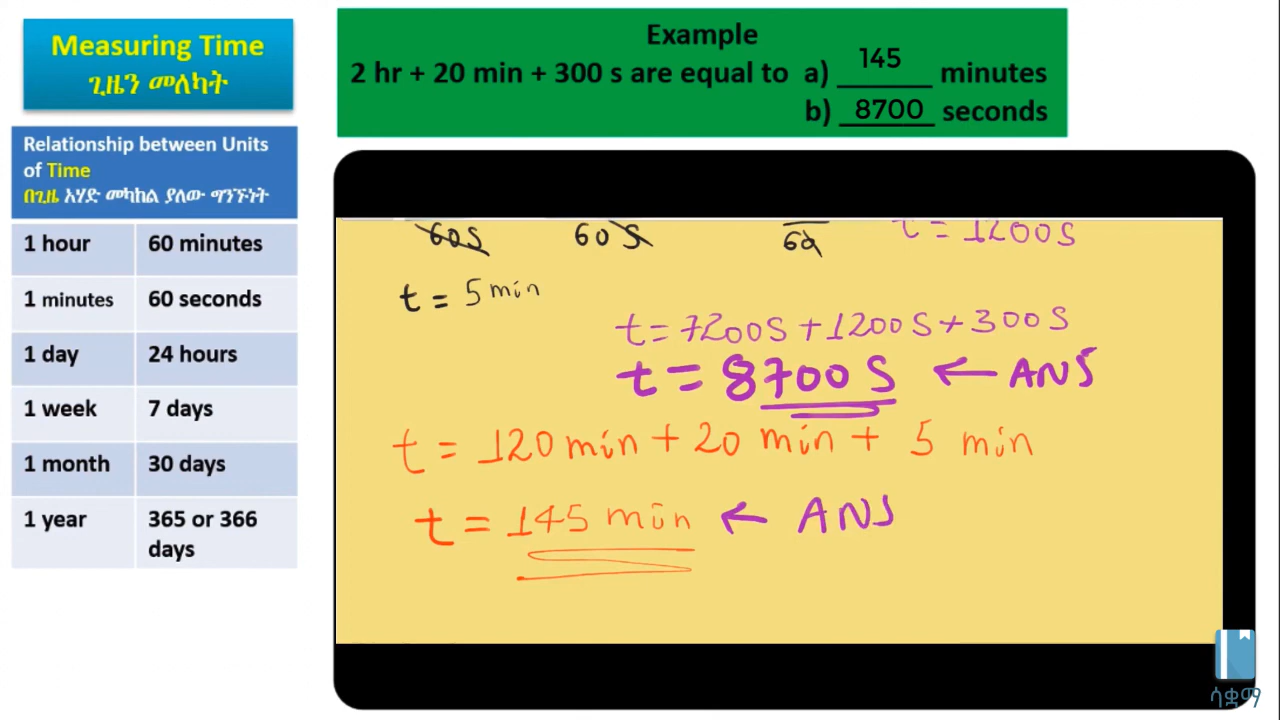 Measuring Time
ጊዜን መለካት
Relationship between Units
of Time
በጊዜ አሃድ መካከል ያለው ግንኙነት
1 hour 60 minutes
1 minutes 60 seconds
1 day 24 hours
1 week 7 days
1 month 30 days
1 year 365 or 366
days
Example
2 hr + 20 min + 300 s are equal to a) 145 minutes
b) 8700 seconds
60S 60 S t = 1200S
t = 5 min
t = 7200S + 1200S + 300S
t = 8700 S ← ANS
t = 120 min + 20 min + 5 min
t = 145 min ← ANS
ሳቋማ